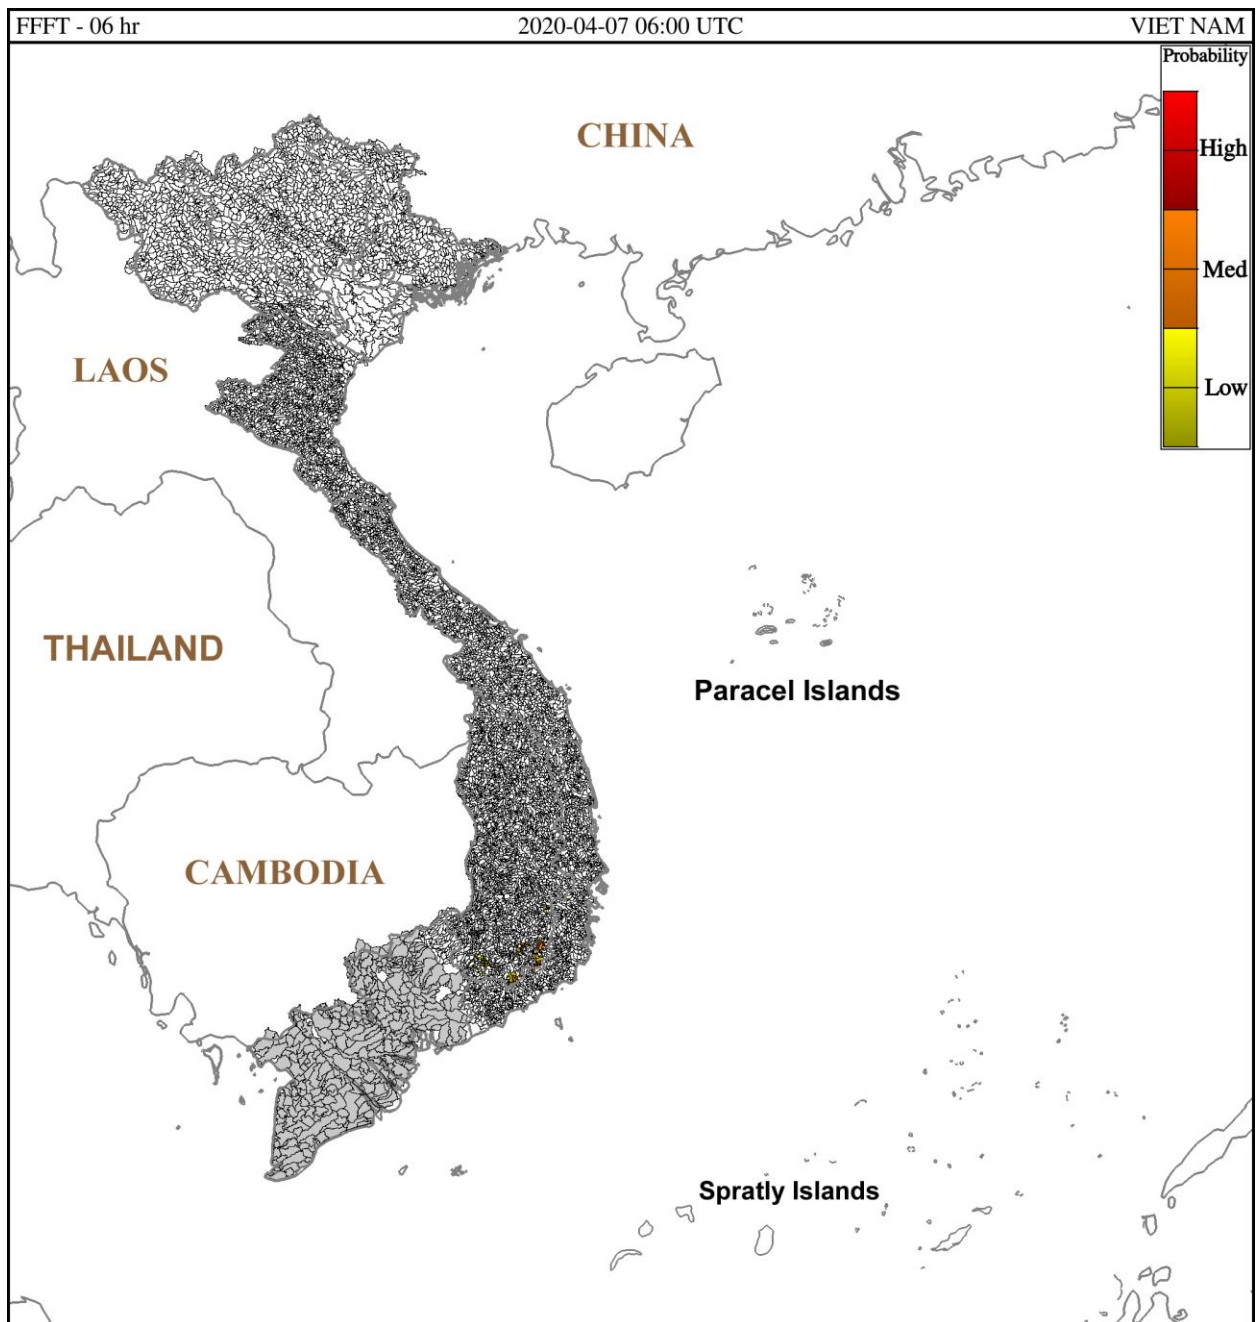 FFFT - 06 hr
2020-04-07 06:00 UTC
VIET NAM
Probability
High
Med
Low
CHINA
LAOS
THAILAND
Paracel Islands
CAMBODIA
Spratly Islands